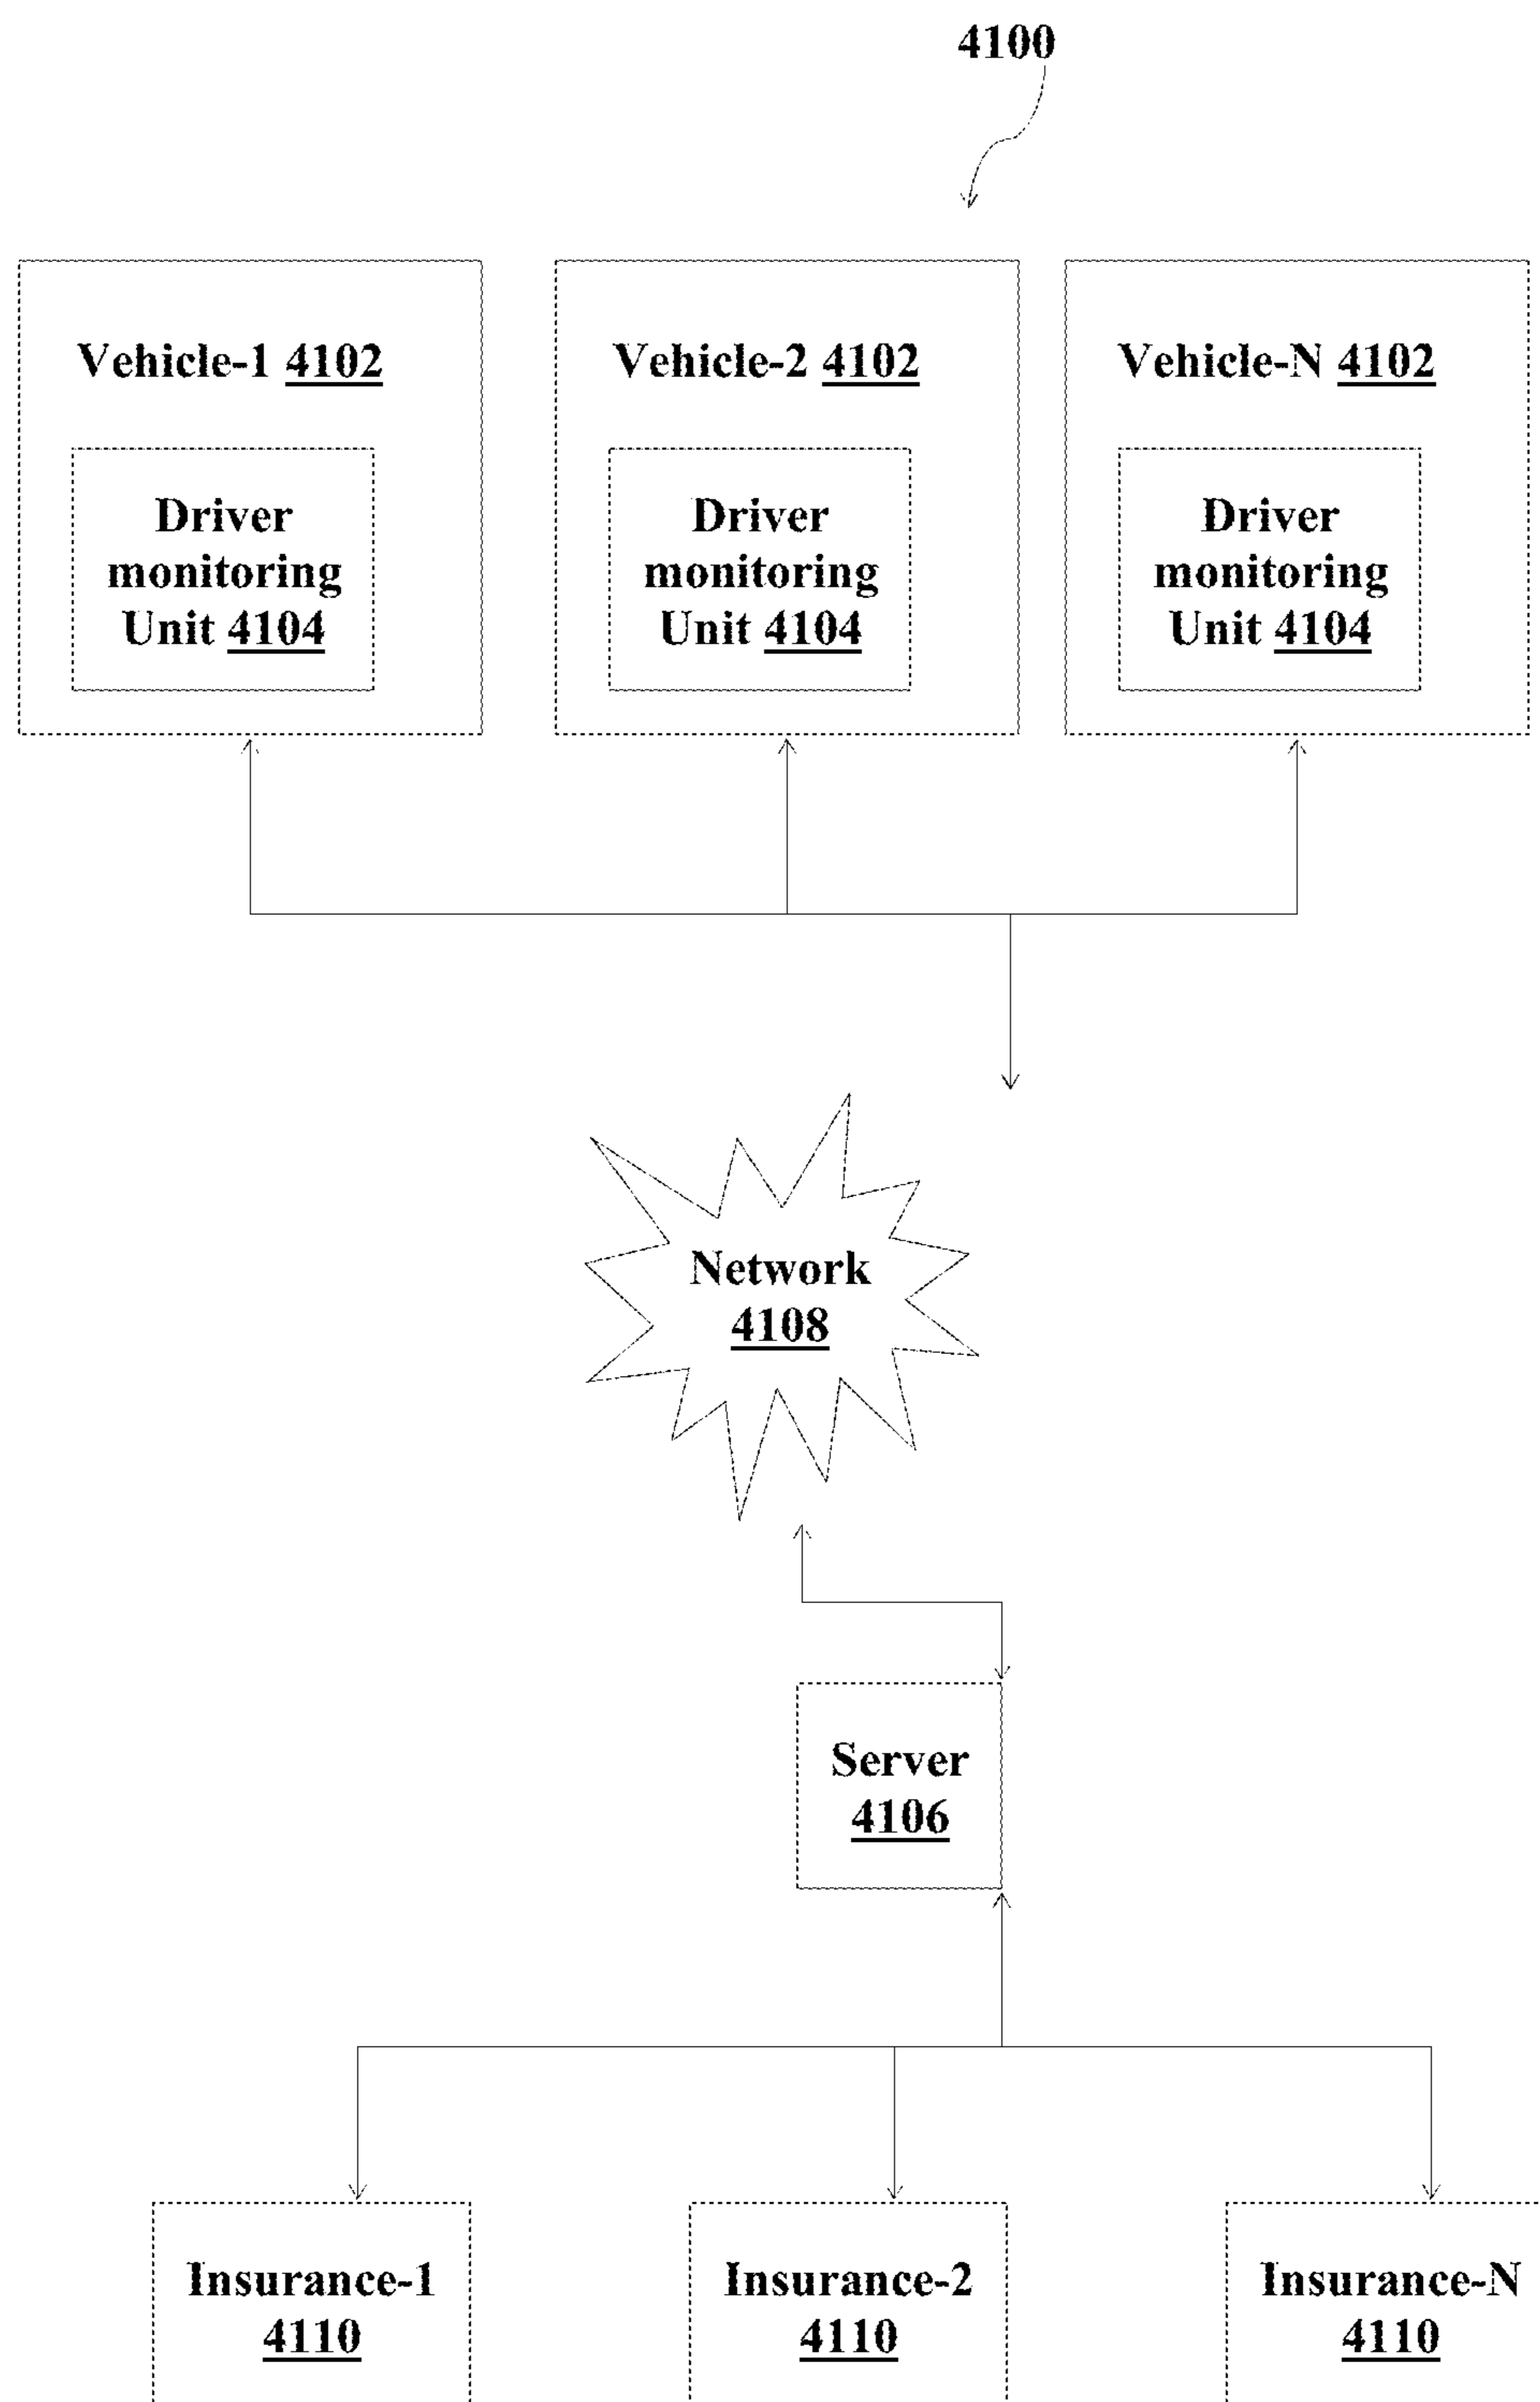 4100
Vehicle-1 4102
Driver
monitoring
Unit 4104
Vehicle-2 4102
Driver
monitoring
Unit 4104
Vehicle-N 4102
Driver
monitoring
Unit 4104
Network
4108
Server
4106
Insurance-1
4110
Insurance-2
4110
Insurance-N
4110